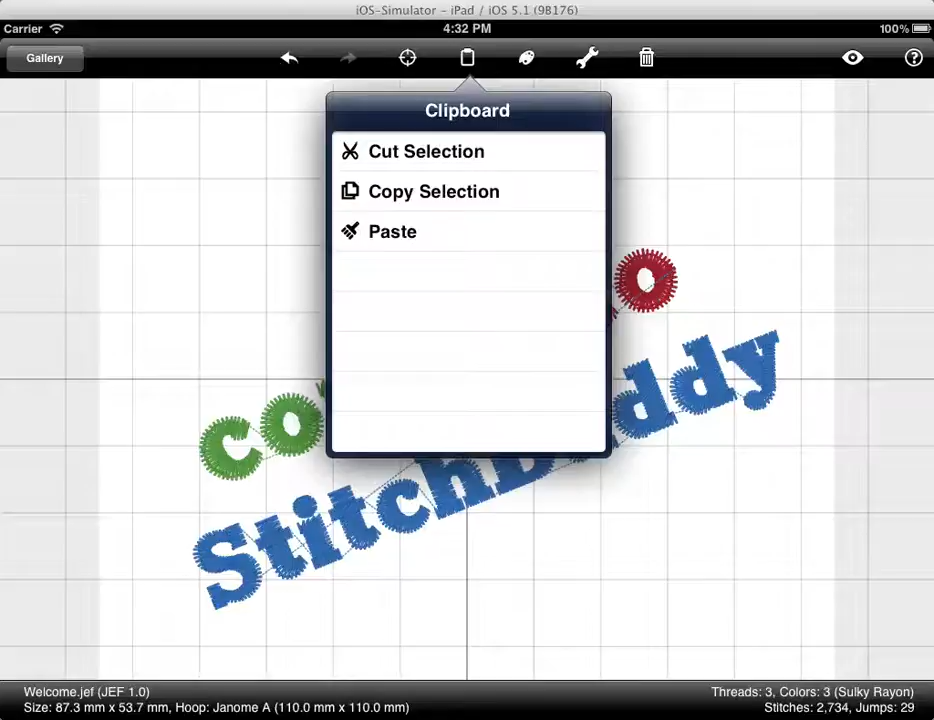 iOS-Simulator - iPad / iOS 5.1 (9B176)
Carrier 4:32 PM 100%
Gallery
Clipboard
Cut Selection
Copy Selection
Paste
o
co
StitchBuddy
Welcome.jef (JEF 1.0)
Size: 87.3 mm x 53.7 mm, Hoop: Janome A (110.0 mm x 110.0 mm)
Threads: 3, Colors: 3 (Sulky Rayon)
Stitches: 2,734, Jumps: 29